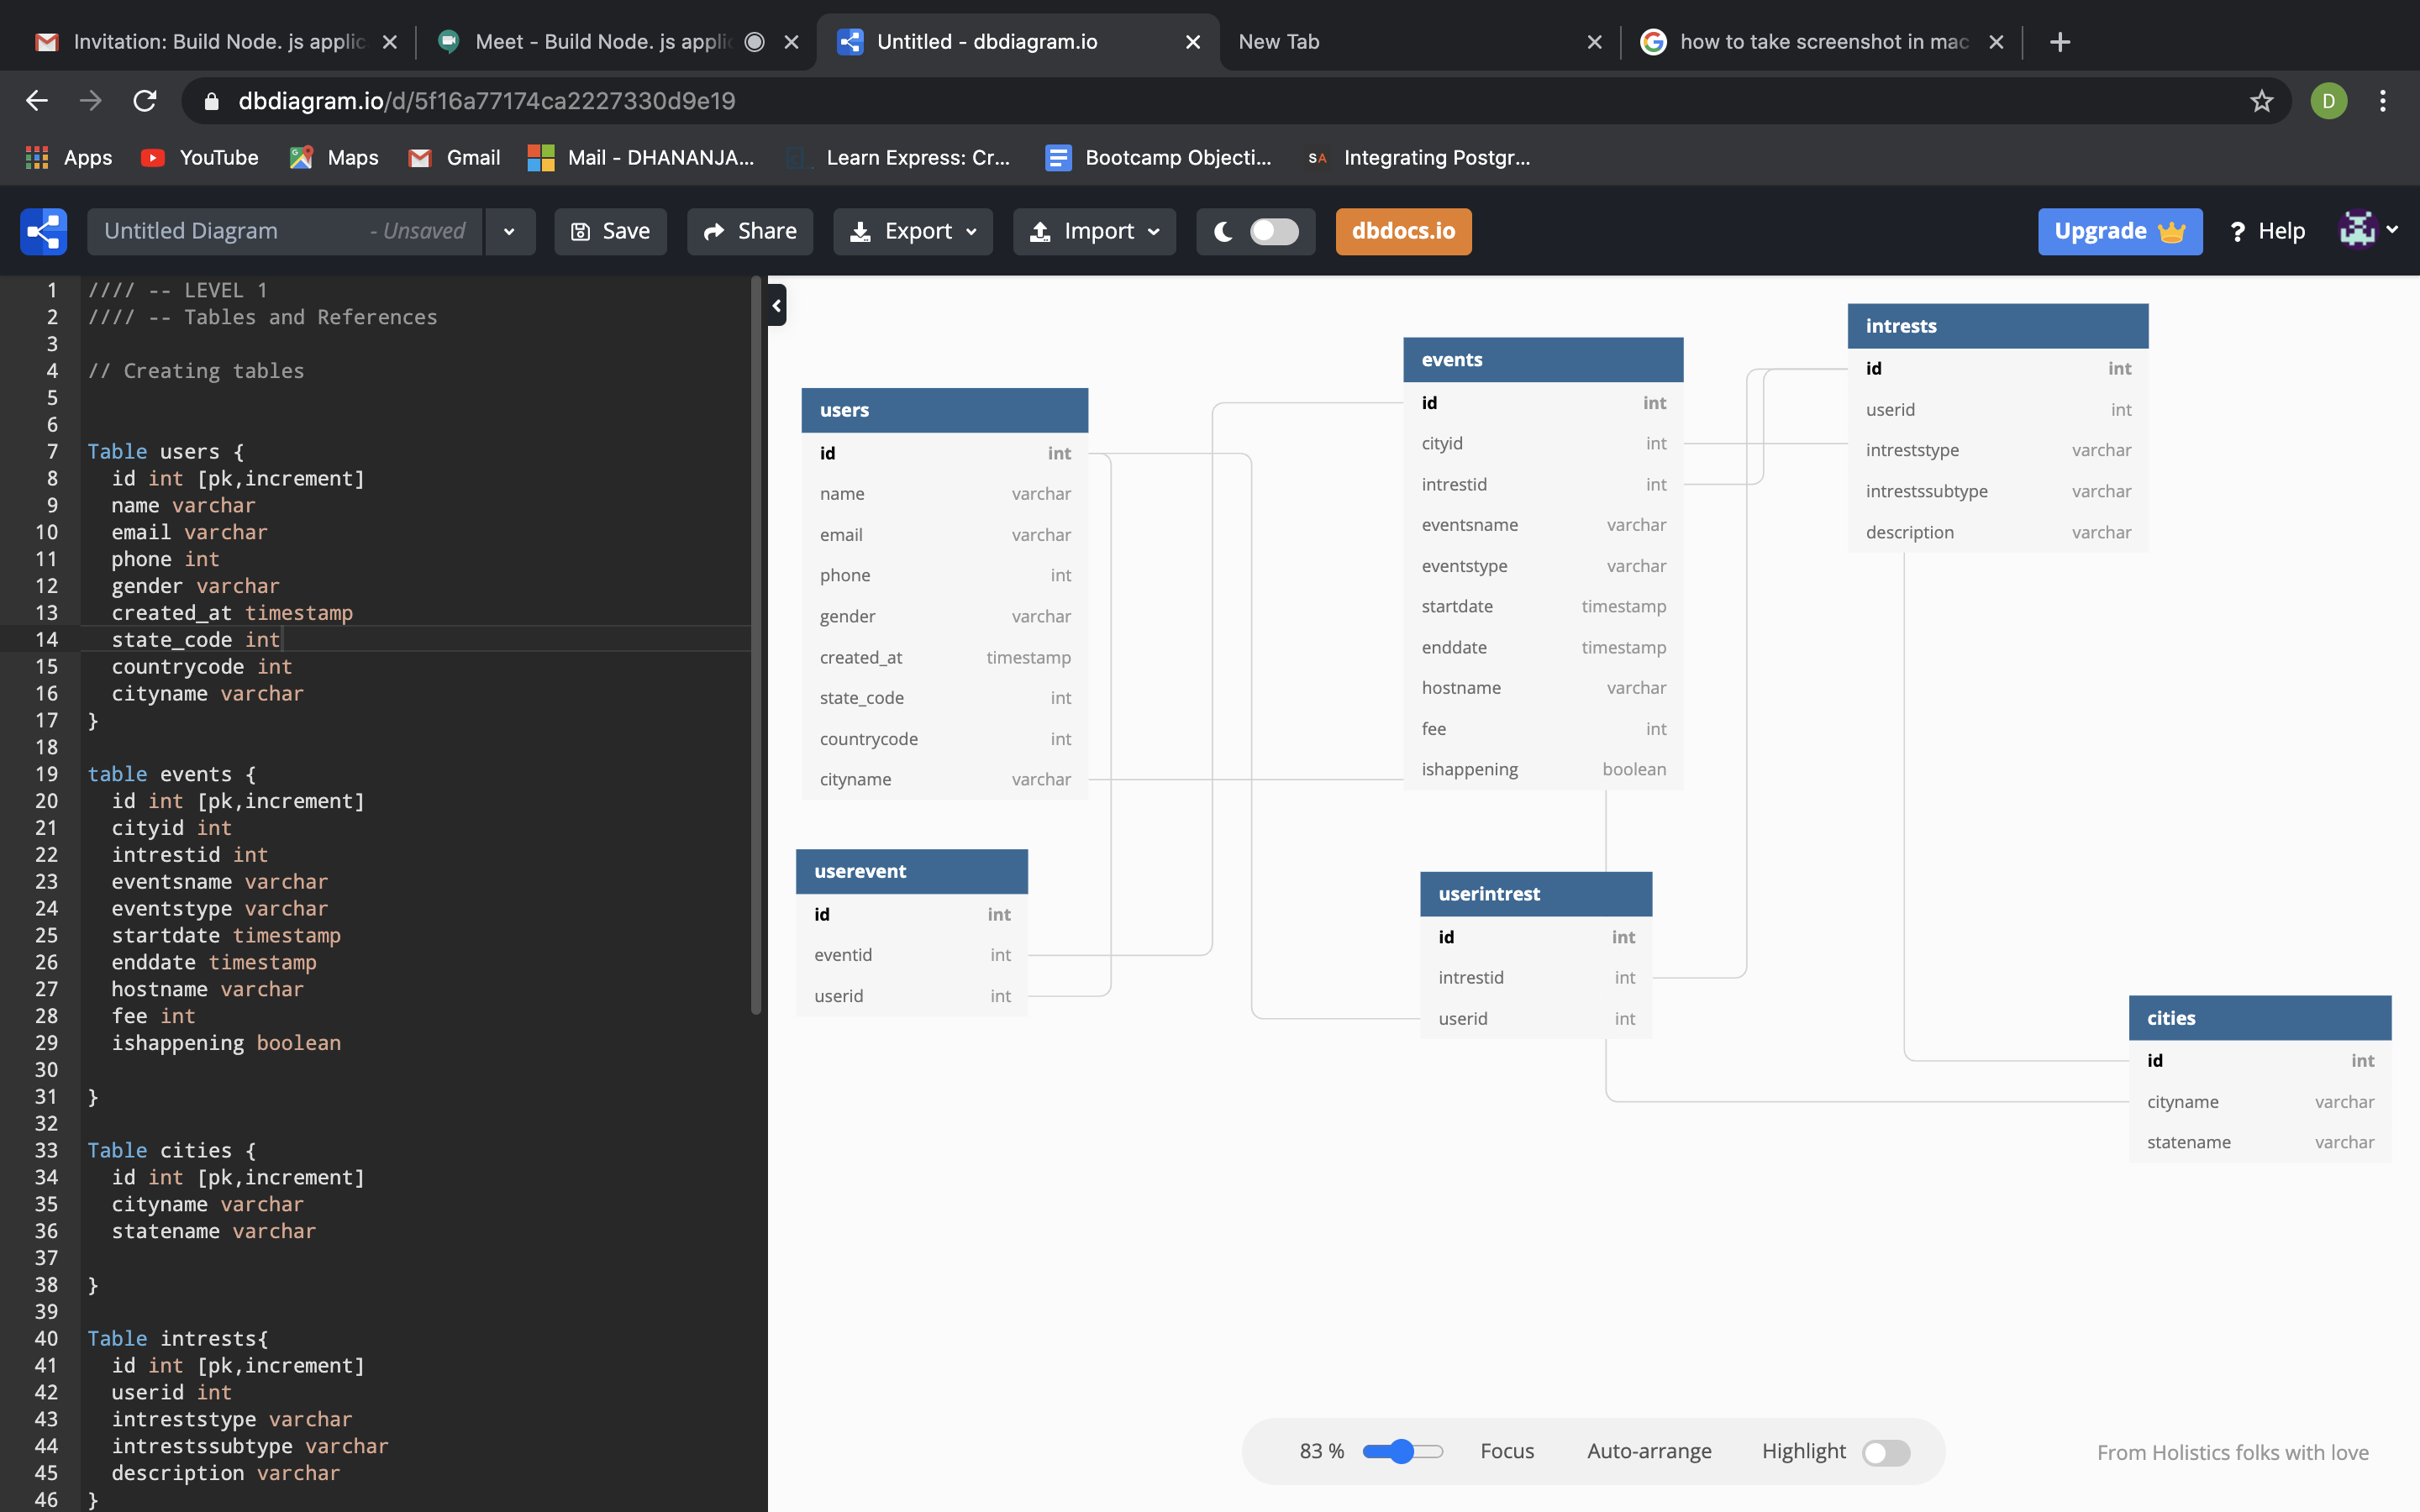 Invitation: Build Node. js applic
Meet - Build Node. js appli
Untitled - dbdiagram.io
New Tab
how to take screenshot in mac
dbdiagram.io/d/5f16a77174ca2227330d9e19
D
Apps
YouTube
Maps
Gmail
Mail - DHANANJA...
Learn Express: Cr...
Bootcamp Objecti...
SA
Integrating Postgr...
Untitled Diagram - Unsaved
Save
Share
Export
Import
dbdocs.io
Upgrade
? Help
1 //// -- LEVEL 1
2 //// -- Tables and References
3
4 // Creating tables
5
6
7 Table users {
8 id int [pk,increment]
9 name varchar
10 email varchar
11 phone int
12 gender varchar
13 created_at timestamp
14 state_code int
15 countrycode int
16 cityname varchar
17 }
18
19 table events {
20 id int [pk,increment]
21 cityid int
22 intrestid int
23 eventsname varchar
24 eventstype varchar
25 startdate timestamp
26 enddate timestamp
27 hostname varchar
28 fee int
29 ishappening boolean
30
31 }
32
33 Table cities {
34 id int [pk,increment]
35 cityname varchar
36 statename varchar
37
38 }
39
40 Table intrests{
41 id int [pk,increment]
42 userid int
43 intreststype varchar
44 intrestssubtype varchar
45 description varchar
46 }
users
id int
name varchar
email varchar
phone int
gender varchar
created_at timestamp
state_code int
countrycode int
cityname varchar
userevent
id int
eventid int
userid int
events
id int
cityid int
intrestid int
eventsname varchar
eventstype varchar
startdate timestamp
enddate timestamp
hostname varchar
fee int
ishappening boolean
userintrest
id int
intrestid int
userid int
intrests
id int
userid int
intreststype varchar
intrestssubtype varchar
description varchar
cities
id int
cityname varchar
statename varchar
83 %
Focus
Auto-arrange
Highlight
From Holistics folks with love